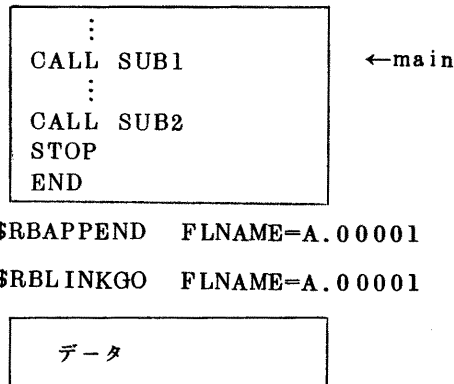 ⋮
CALL SUB1 ←main
⋮
CALL SUB2
STOP
END
$RBAPPEND FLNAME=A.00001
$RBLINKGO FLNAME=A.00001
データ